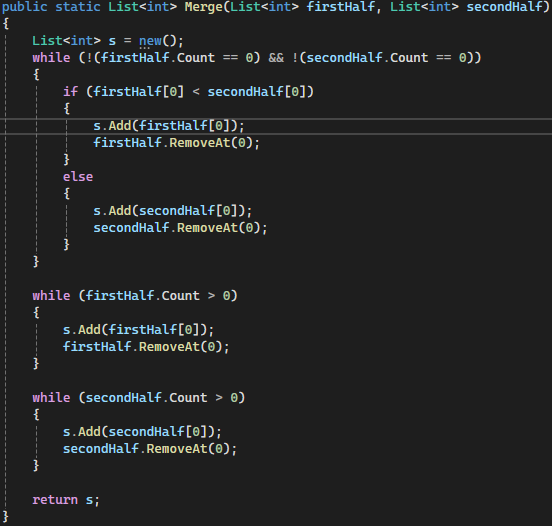 public static List<int> Merge(List<int> firstHalf, List<int> secondHalf)
{
    List<int> s = new();
    while (!(firstHalf.Count == 0) && !(secondHalf.Count == 0))
    {
        if (firstHalf[0] < secondHalf[0])
        {
            s.Add(firstHalf[0]);
            firstHalf.RemoveAt(0);
        }
        else
        {
            s.Add(secondHalf[0]);
            secondHalf.RemoveAt(0);
        }
    }

    while (firstHalf.Count > 0)
    {
        s.Add(firstHalf[0]);
        firstHalf.RemoveAt(0);
    }

    while (secondHalf.Count > 0)
    {
        s.Add(secondHalf[0]);
        secondHalf.RemoveAt(0);
    }

    return s;
}